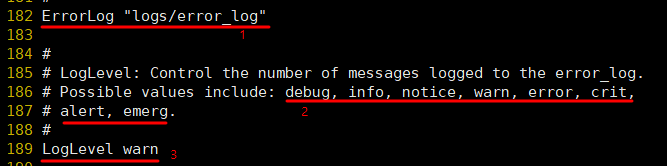 182 ErrorLog "logs/error_log"
183
1
184 #
185 # LogLevel: Control the number of messages logged to the error_log.
186 # Possible values include: debug, info, notice, warn, error, crit,
187 # alert, emerg.
2
188 #
189 LogLevel warn 3